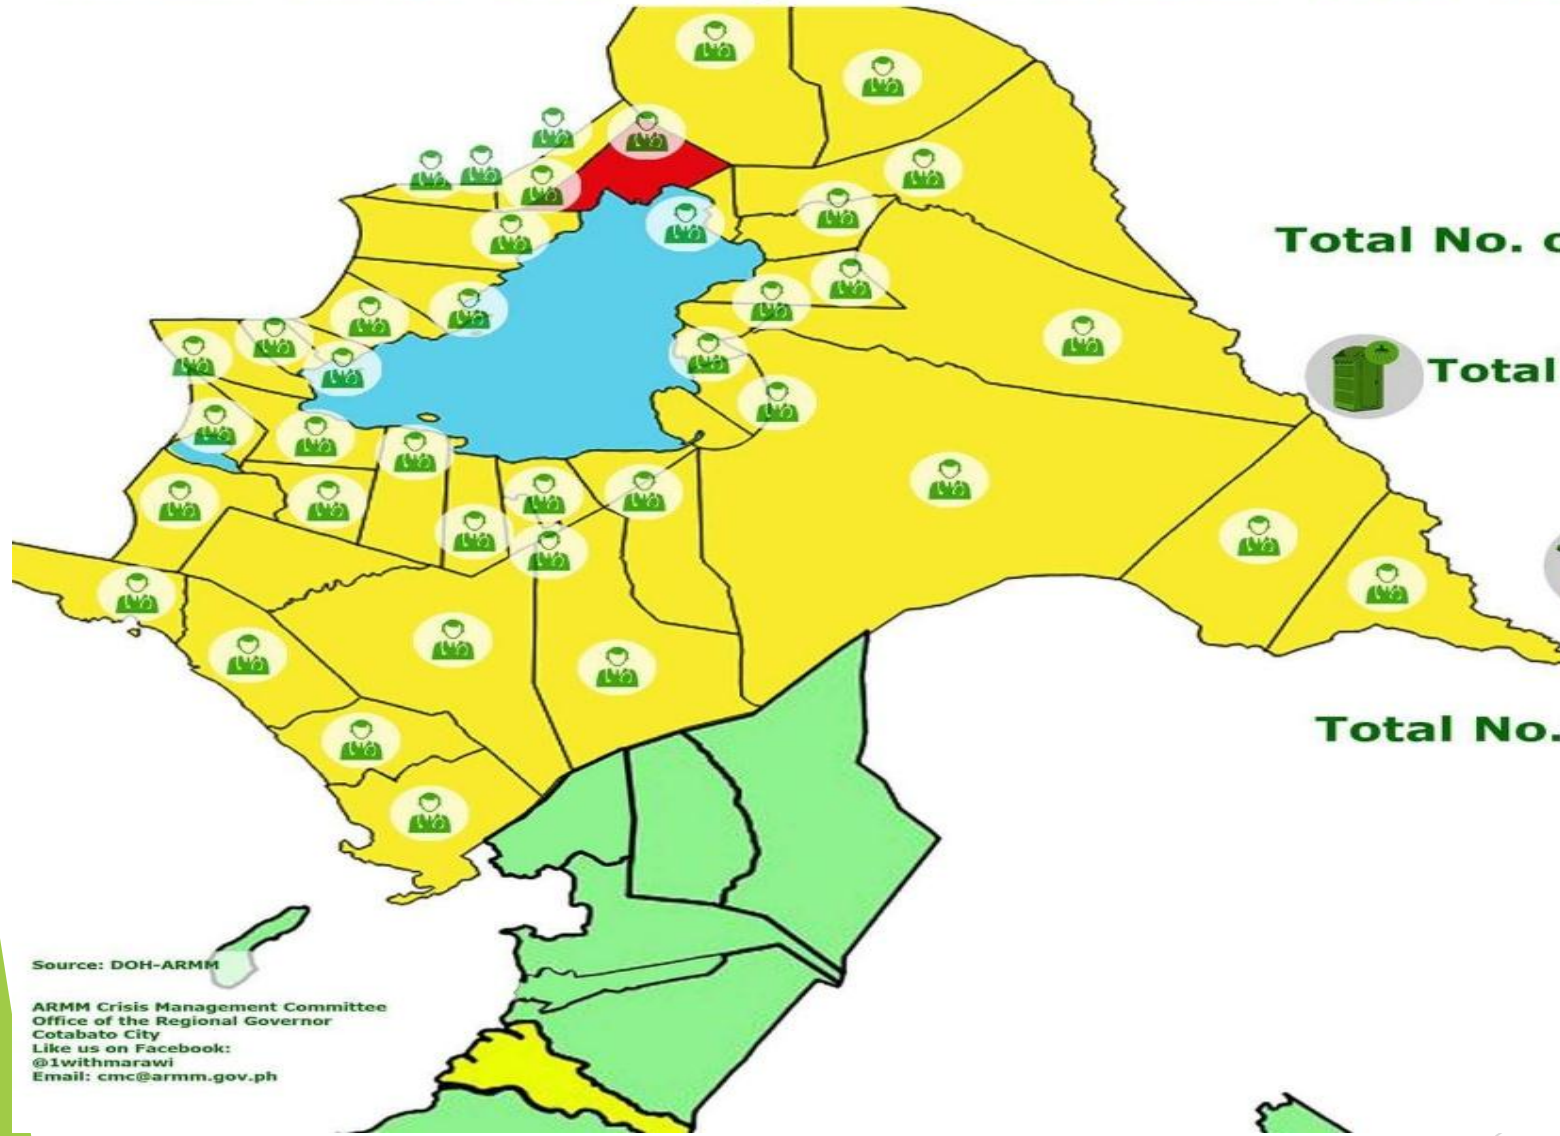 Total No.
Total
Total No.
Source: DOH-ARMM
ARMM Crisis Management Committee
Office of the Regional Governor
Cotabato City
Like us on Facebook:
@1withmarawi
Email: cmc@armm.gov.ph